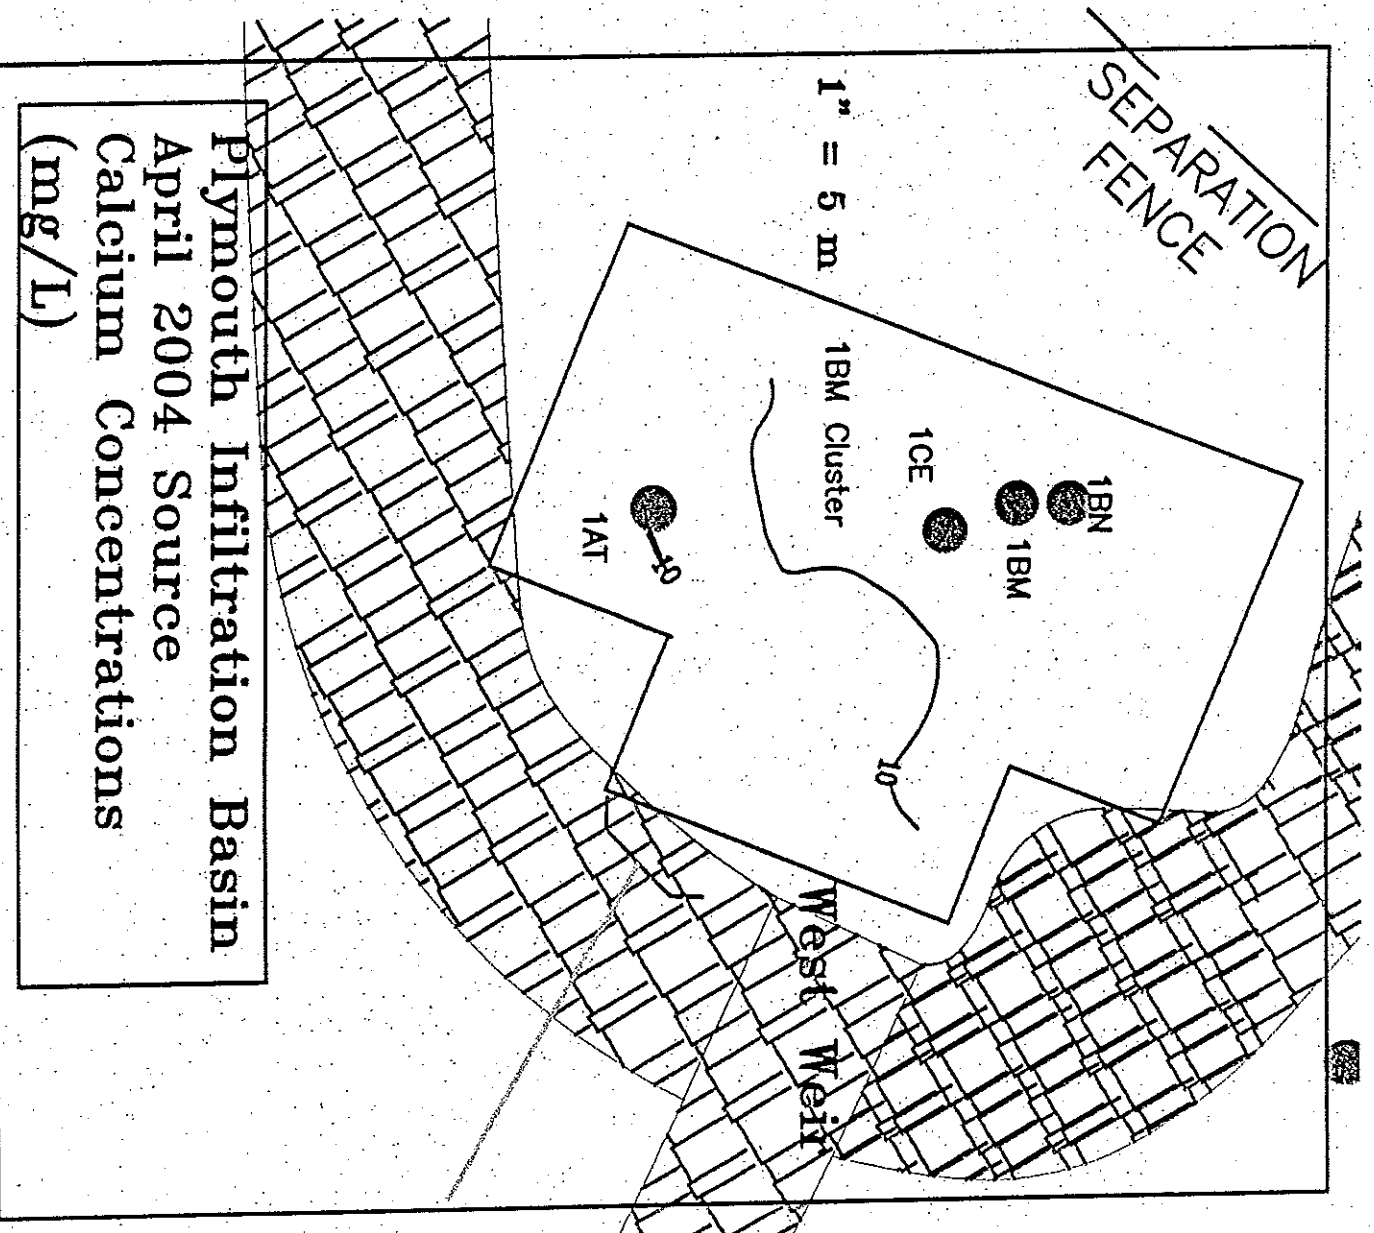 SEPARATION
FENCE
1" = 5 m
1BN
1BM
1CE
1BM Cluster
10
1AT
10
West Weir
Plymouth Infiltration Basin
April 2004 Source
Calcium Concentrations
(mg/L)